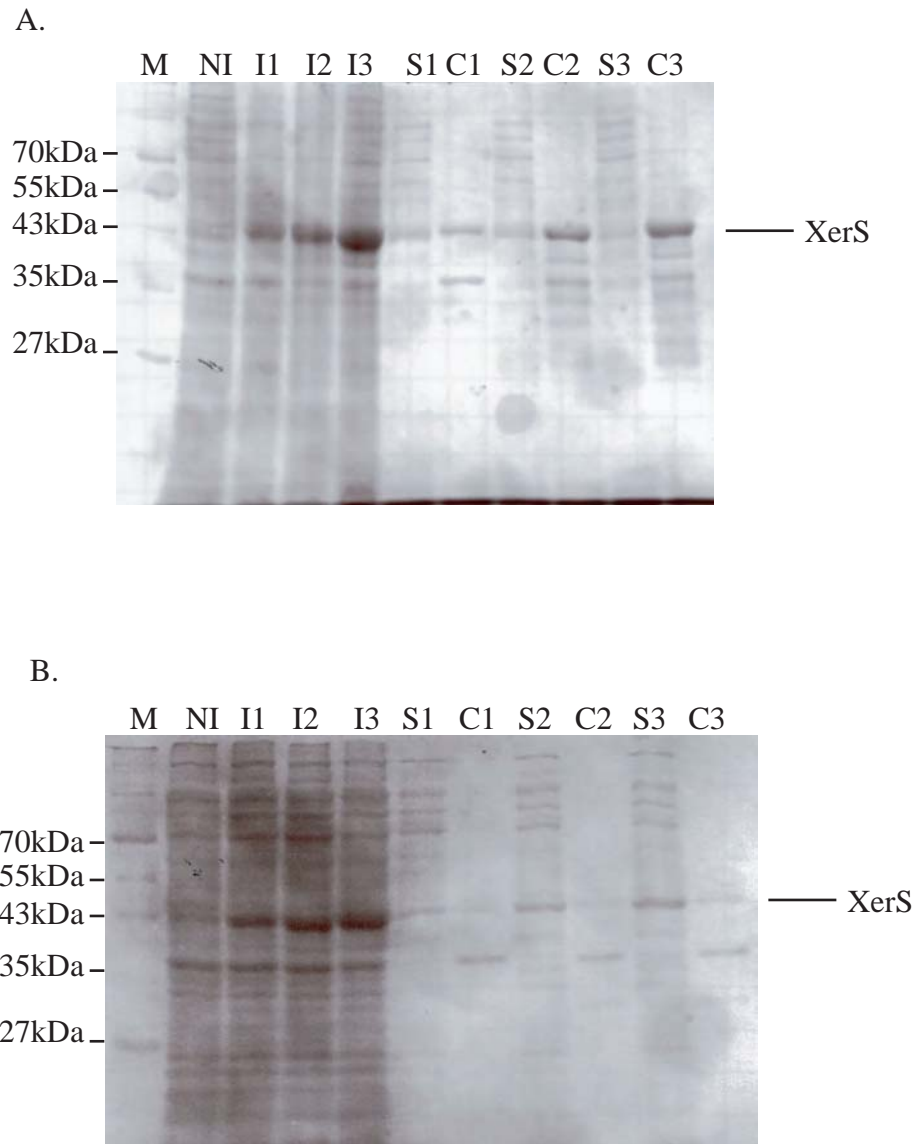 A.
M NI I1 I2 I3 S1 C1 S2 C2 S3 C3
70kDa
55kDa
43kDa
XerS
35kDa
27kDa
B.
M NI I1 I2 I3 S1 C1 S2 C2 S3 C3
70kDa
55kDa
XerS
43kDa
35kDa
27kDa